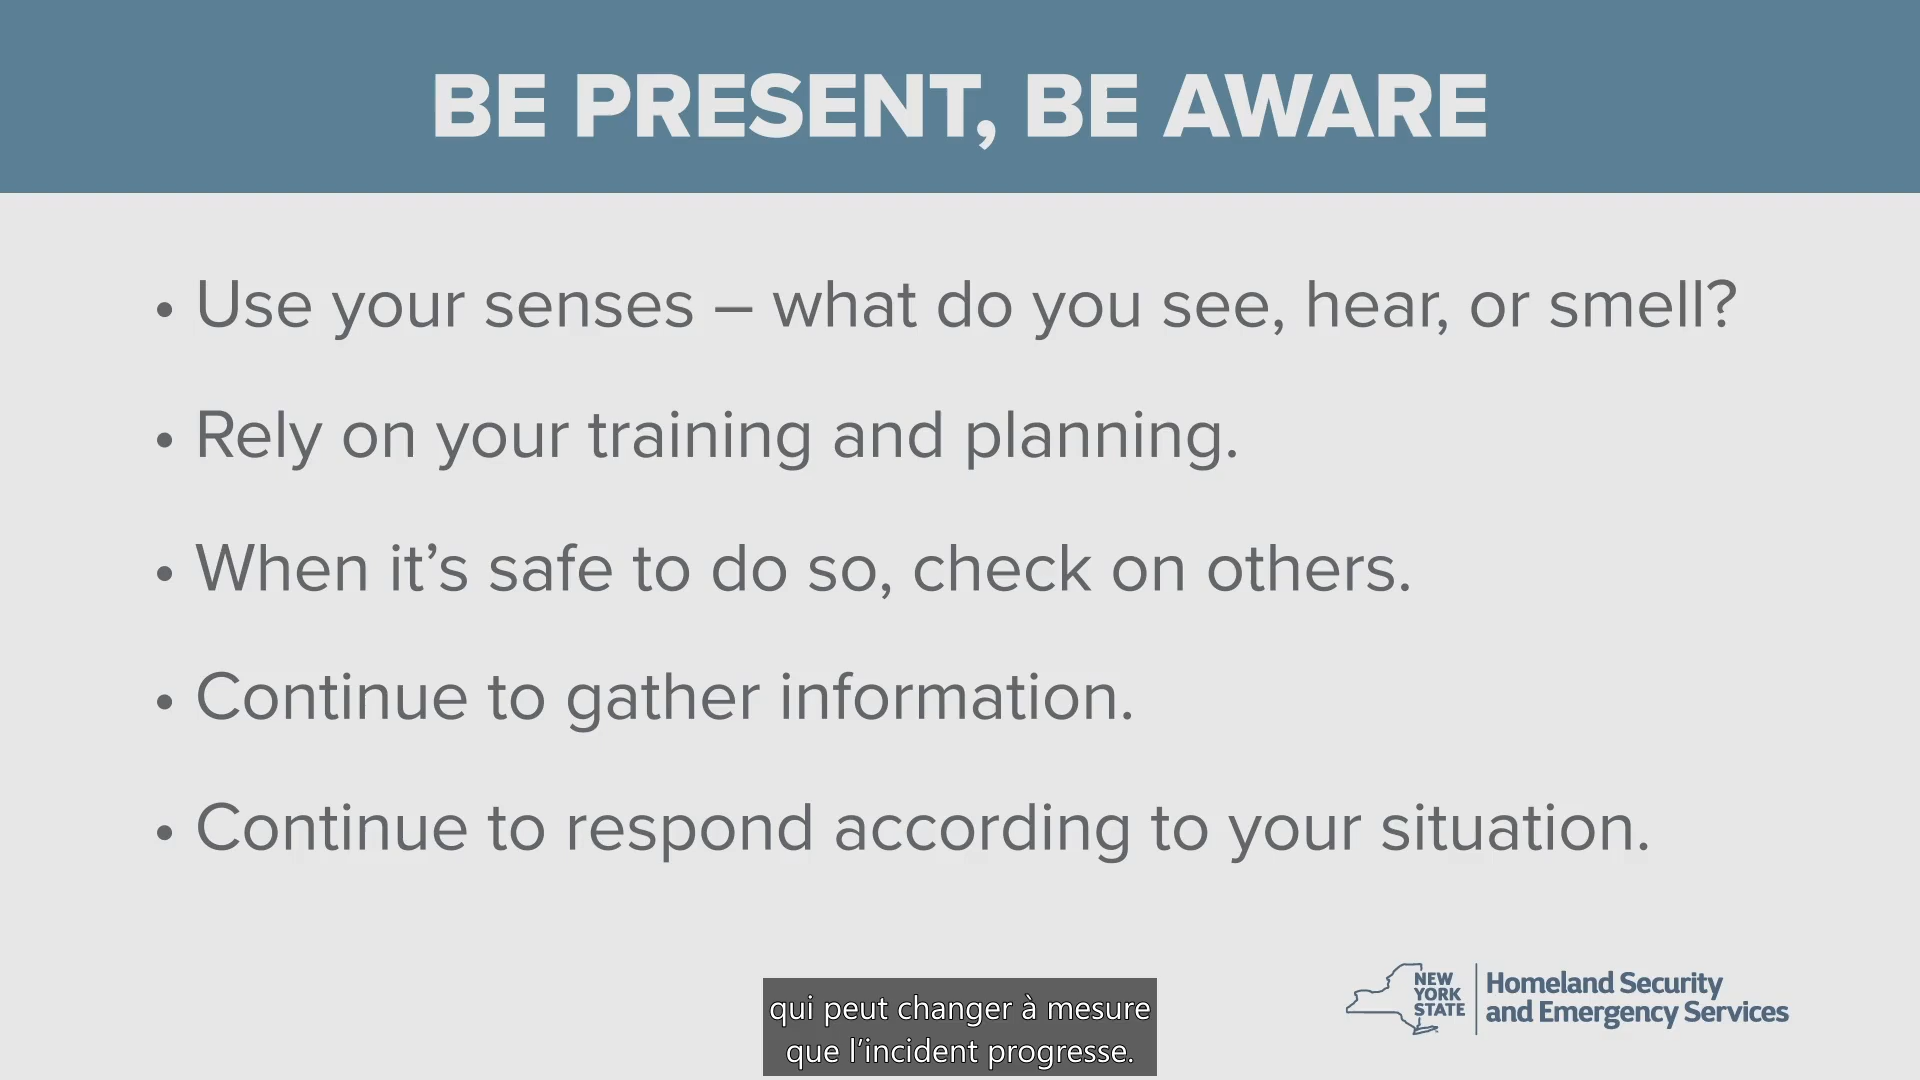 BE PRESENT, BE AWARE
• Use your senses – what do you see, hear, or smell?
• Rely on your training and planning.
• When it’s safe to do so, check on others.
• Continue to gather information.
• Continue to respond according to your situation.
NEW
YORK
STATE
Homeland Security
and Emergency Services
qui peut changer à mesure
que l’incident progresse.